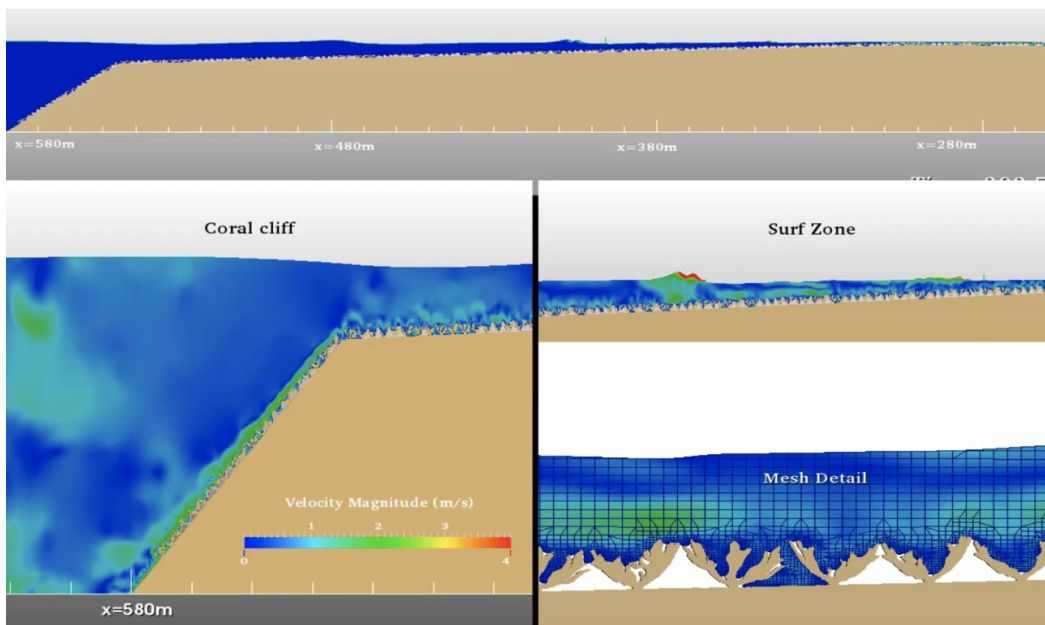 x=580m
x=480m
x=380m
x=280m
Coral cliff
Surf Zone
Mesh Detail
Velocity Magnitude (m/s)
1 2 3
0 4
x=580m